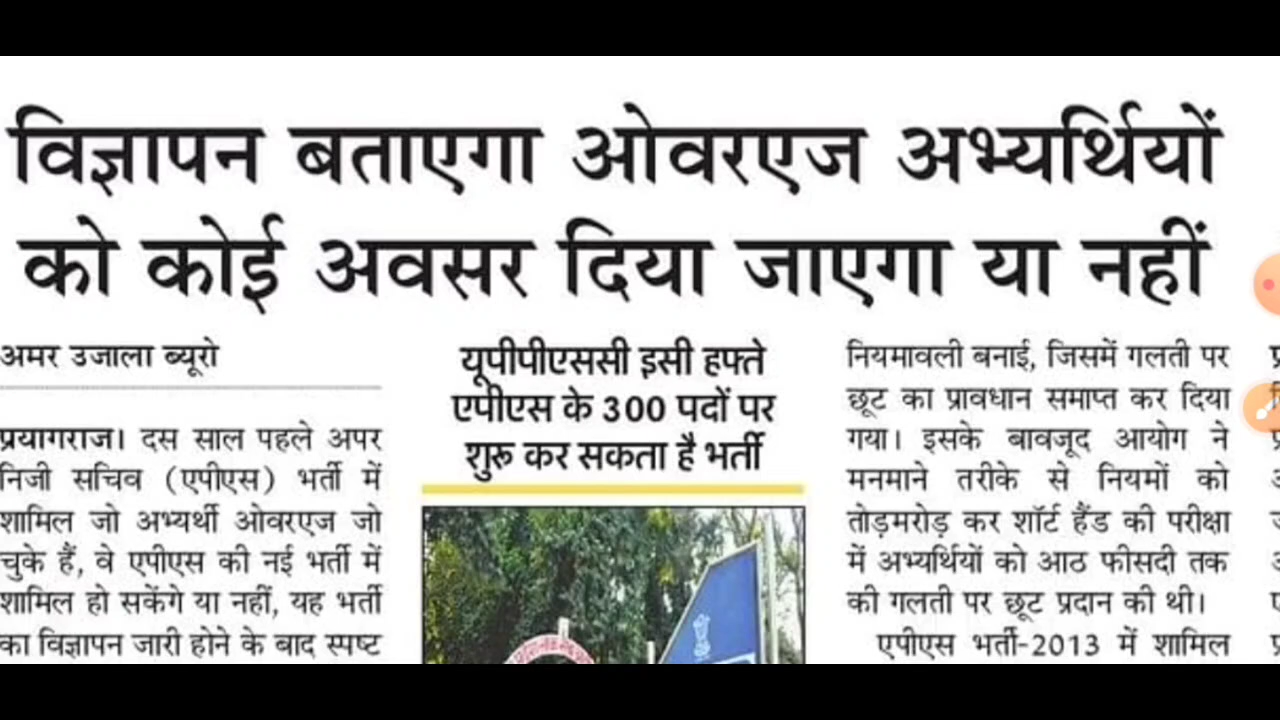 विज्ञापन बताएगा ओवरएज अभ्यर्थियों
को कोई अवसर दिया जाएगा या नहीं
अमर उजाला ब्यूरो
प्रयागराज। दस साल पहले अपर
निजी सचिव (एपीएस) भर्ती में
शामिल जो अभ्यर्थी ओवरएज जो
चुके हैं, वे एपीएस की नई भर्ती में
शामिल हो सकेंगे या नहीं, यह भर्ती
का विज्ञापन जारी होने के बाद स्पष्ट
यूपीपीएससी इसी हफ्ते
एपीएस के 300 पदों पर
शुरू कर सकता है भर्ती
नियमावली बनाई, जिसमें गलती पर
छूट का प्रावधान समाप्त कर दिया
गया। इसके बावजूद आयोग ने
मनमाने तरीके से नियमों को
तोड़मरोड़ कर शॉर्ट हैंड की परीक्षा
में अभ्यर्थियों को आठ फीसदी तक
की गलती पर छूट प्रदान की थी।
एपीएस भर्ती-2013 में शामिल